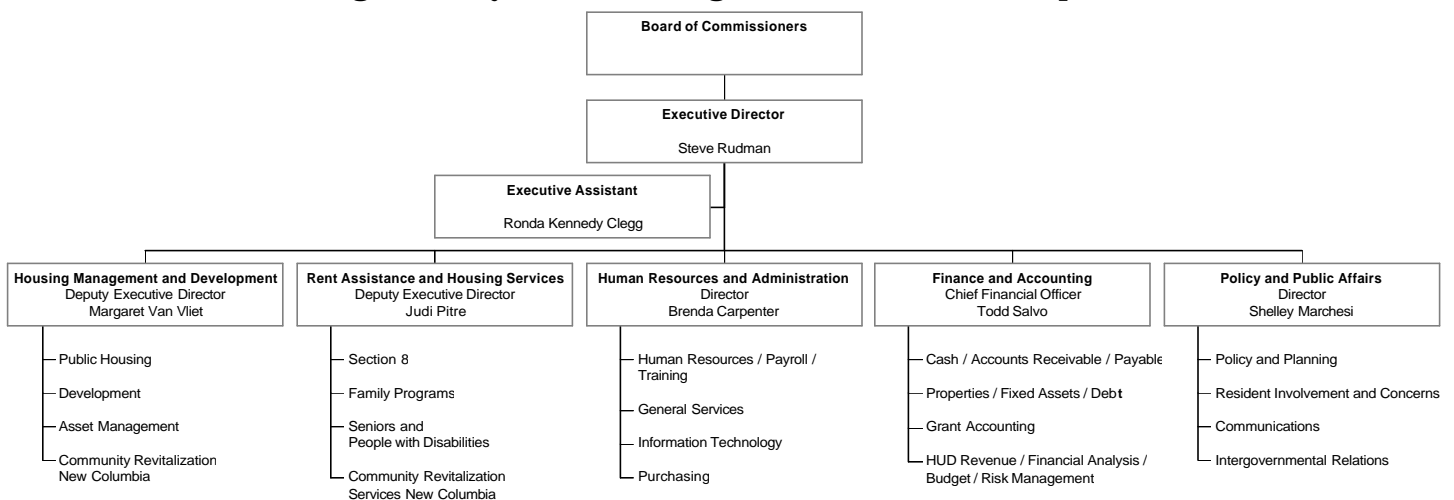 Board of Commissioners
Executive Director
Steve Rudman
Executive Assistant
Ronda Kennedy Clegg
Housing Management and Development
Deputy Executive Director
Margaret Van Vliet
Public Housing
Development
Asset Management
Community Revitalization
New Columbia
Rent Assistance and Housing Services
Deputy Executive Director
Judi Pitre
Section 8
Family Programs
Seniors and
People with Disabilities
Community Revitalization
Services New Columbia
Human Resources and Administration
Director
Brenda Carpenter
Human Resources / Payroll /
Training
General Services
Information Technology
Purchasing
Finance and Accounting
Chief Financial Officer
Todd Salvo
Cash / Accounts Receivable / Payable
Properties / Fixed Assets / Debt
Grant Accounting
HUD Revenue / Financial Analysis /
Budget / Risk Management
Policy and Public Affairs
Director
Shelley Marchesi
Policy and Planning
Resident Involvement and Concerns
Communications
Intergovernmental Relations